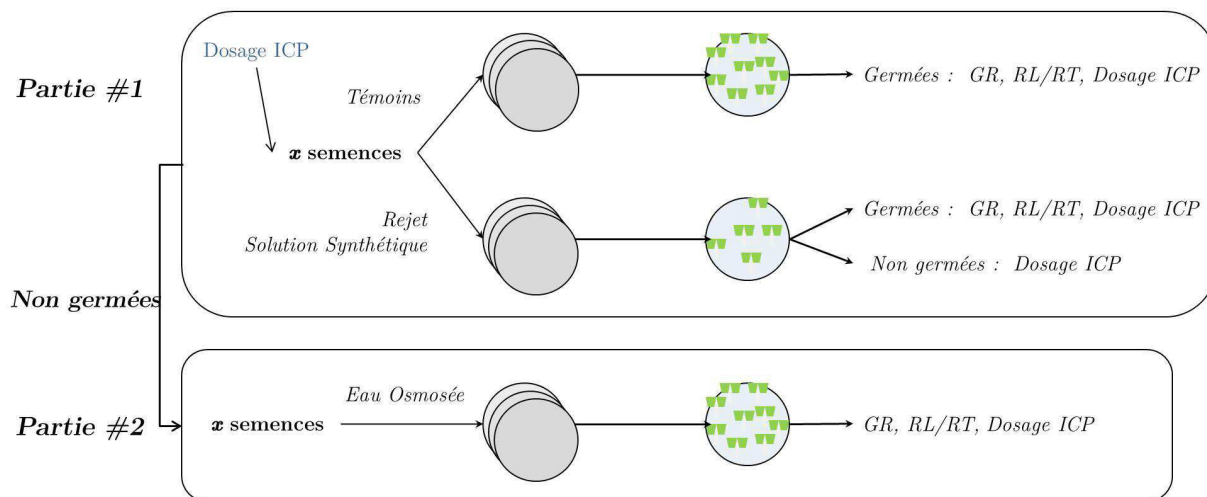 Dosage ICP
Partie #1
Témoins
Germées : GR, RL/RT, Dosage ICP
x semences
Rejet
Solution Synthétique
Germées : GR, RL/RT, Dosage ICP
Non germées : Dosage ICP
Non germées
Partie #2
x semences
Eau Osmosée
GR, RL/RT, Dosage ICP